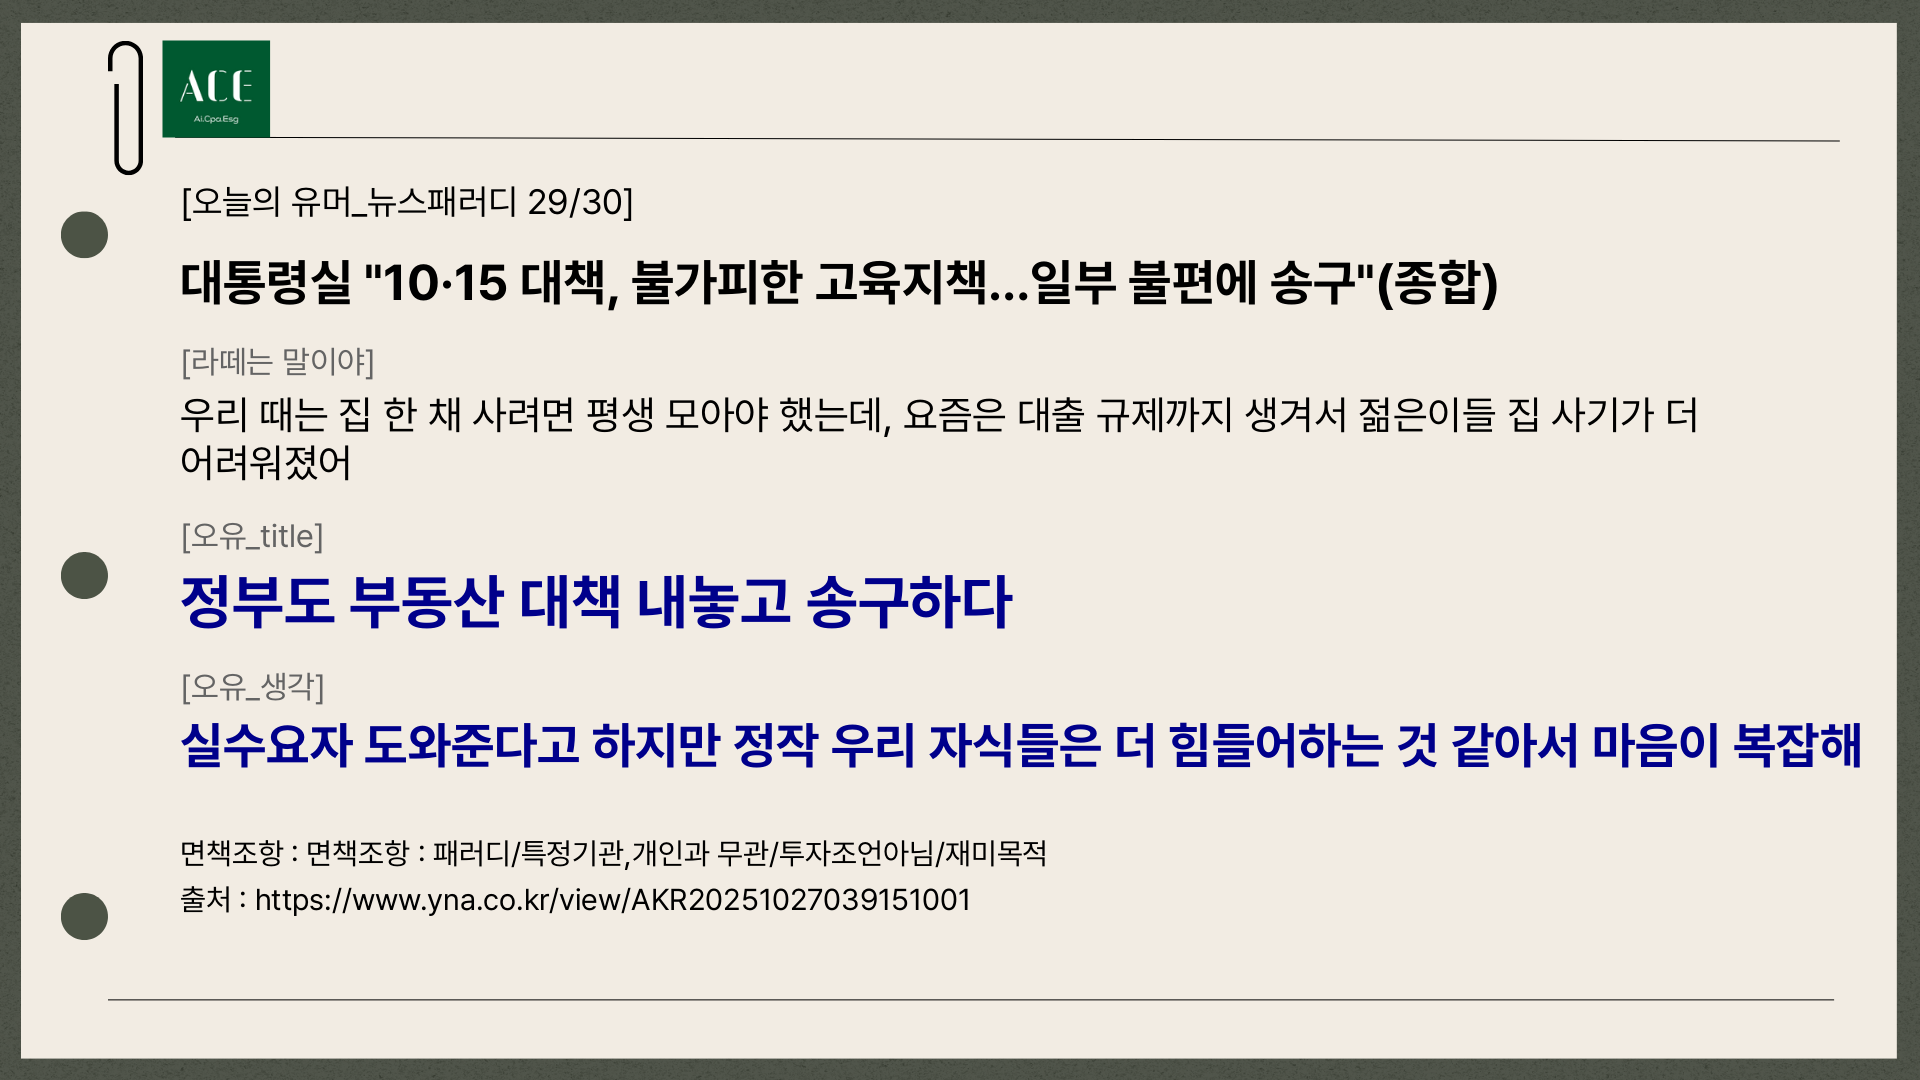 ACE
Ai.Cpa.Esg
[오늘의 유머_뉴스패러디 29/30]
대통령실 "10·15 대책, 불가피한 고육지책…일부 불편에 송구"(종합)
[라떼는 말이야]
우리 때는 집 한 채 사려면 평생 모아야 했는데, 요즘은 대출 규제까지 생겨서 젊은이들 집 사기가 더
어려워졌어
[오유_title]
정부도 부동산 대책 내놓고 송구하다
[오유_생각]
실수요자 도와준다고 하지만 정작 우리 자식들은 더 힘들어하는 것 같아서 마음이 복잡해
면책조항 : 면책조항 : 패러디/특정기관,개인과 무관/투자조언아님/재미목적
출처 : https://www.yna.co.kr/view/AKR20251027039151001